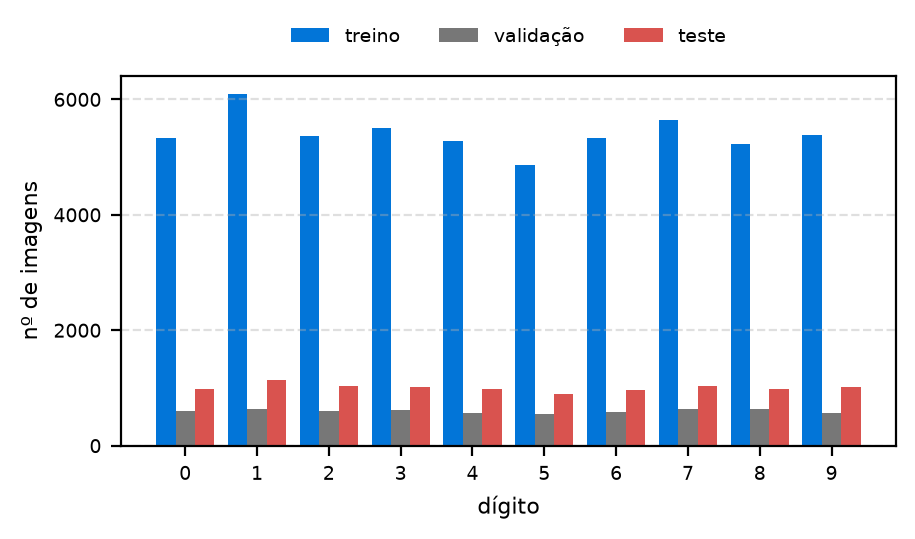 treino validação teste
6000
4000
2000
0
nº de imagens
0 1 2 3 4 5 6 7 8 9
dígito